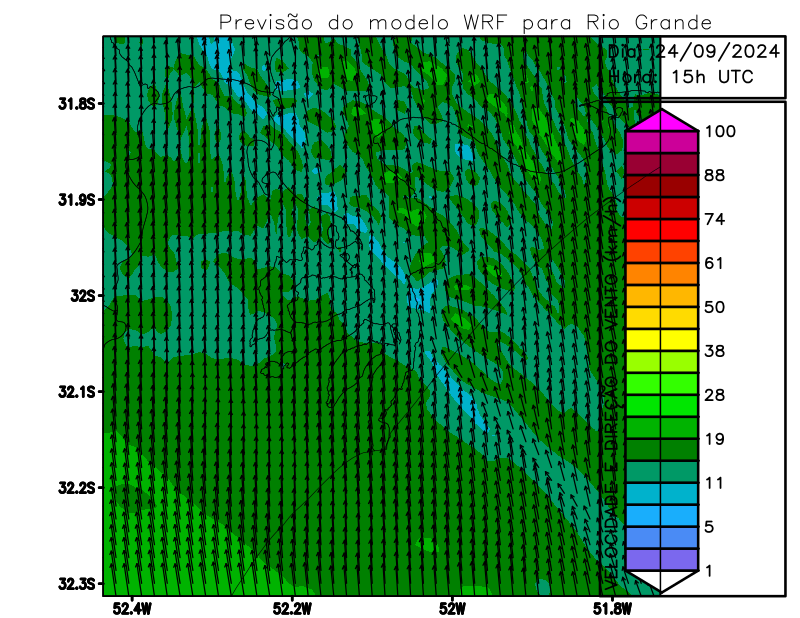 Previsão do modelo WRF para Rio Grande
Dia: 24/09/2024
Hora: 15h UTC
31.8S
31.9S
32S
32.1S
32.2S
32.3S
52.4W
52.2W
52W
51.8W
100
88
74
61
50
38
28
19
11
5
1
VELOCIDADE E DIREÇÃO DO VENTO (km/h)